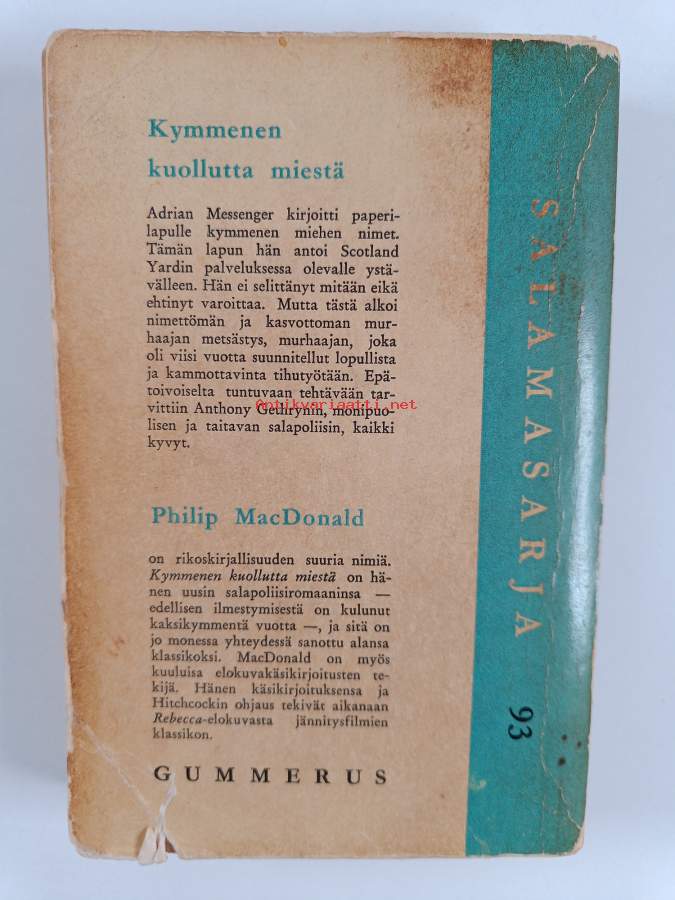 Kymmenen
kuollutta miestä
Adrian Messenger kirjoitti paperi-
lapulle kymmenen miehen nimet.
Tämän lapun hän antoi Scotland
Yardin palveluksessa olevalle ystä-
välleen. Hän ei selittänyt mitään eikä
ehtinyt varoittaa. Mutta tästä alkoi
nimettömän ja kasvottoman mur-
haajan metsästys, murhaajan, joka
oli viisi vuotta suunnitellut lopullista
ja kammottavinta tihutyötään. Epä-
toivoiselta tuntuvaan tehtävään tar-
vittiin Anthony Gethrynin, monipuo-
lisen ja taitavan salapoliisin, kaikki
kyvyt.
Antikvariaatti.net
Philip MacDonald
on rikoskirjallisuuden suuria nimiä.
Kymmenen kuollutta miestä on hä-
nen uusin salapoliisiromaaninsa —
edellisen ilmestymisestä on kulunut
kaksikymmentä vuotta —, ja sitä on
jo monessa yhteydessä sanottu alansa
klassikoksi. MacDonald on myös
kuuluisa elokuvakäsikirjoitusten te-
kijä. Hänen käsikirjoituksensa ja
Hitchcockin ohjaus tekivät aikanaan
Rebecca-elokuvasta jännitysfilmien
klassikon.
GUMMERUS
SALAMASARJA
93